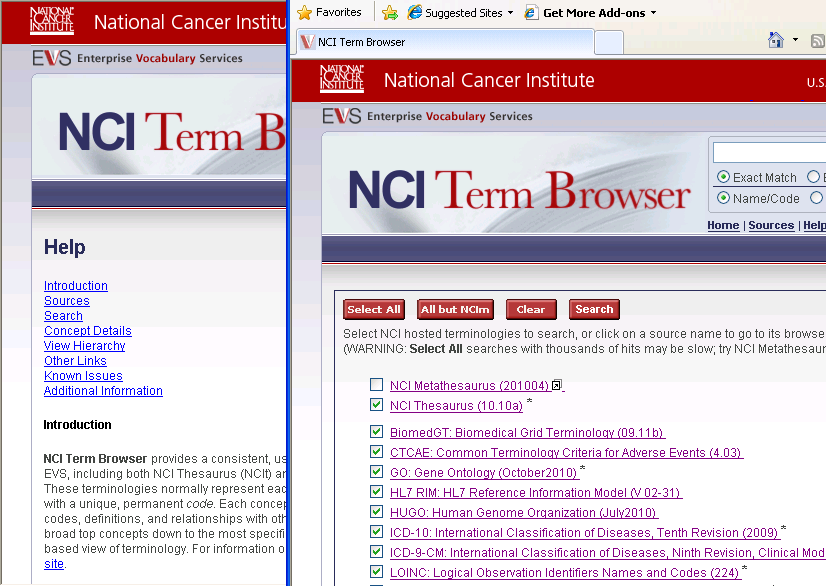 NATIONAL
CANCER
INSTITUTE
National Cancer Institu
EVS Enterprise Vocabulary Services
NCI Term B
Help
Introduction
Sources
Search
Concept Details
View Hierarchy
Other Links
Known Issues
Additional Information
Introduction
NCI Term Browser provides a consistent, us
EVS, including both NCI Thesaurus (NCIt) an
These terminologies normally represent eac
with a unique, permanent code. Each concep
codes, definitions, and relationships with oth
broad top concepts down to the most specifi
based view of terminology. For information o
site.
Favorites
Suggested Sites
Get More Add-ons
NCI Term Browser
NATIONAL
CANCER
INSTITUTE
National Cancer Institute
U.S.
EVS Enterprise Vocabulary Services
NCI Term Browser
Exact Match
Name/Code
Home | Sources | Help
Select All All but NCIm Clear Search
Select NCI hosted terminologies to search, or click on a source name to go to its browse
(WARNING: Select All searches with thousands of hits may be slow; try NCI Metathesaur
NCI Metathesaurus (201004)
NCI Thesaurus (10.10a) *
BiomedGT: Biomedical Grid Terminology (09.11b)
CTCAE: Common Terminology Criteria for Adverse Events (4.03)
GO: Gene Ontology (October2010) *
HL7 RIM: HL7 Reference Information Model (V 02-31)
HUGO: Human Genome Organization (July2010)
ICD-10: International Classification of Diseases, Tenth Revision (2009) *
ICD-9-CM: International Classification of Diseases, Ninth Revision, Clinical Mod
LOINC: Logical Observation Identifiers Names and Codes (224) *